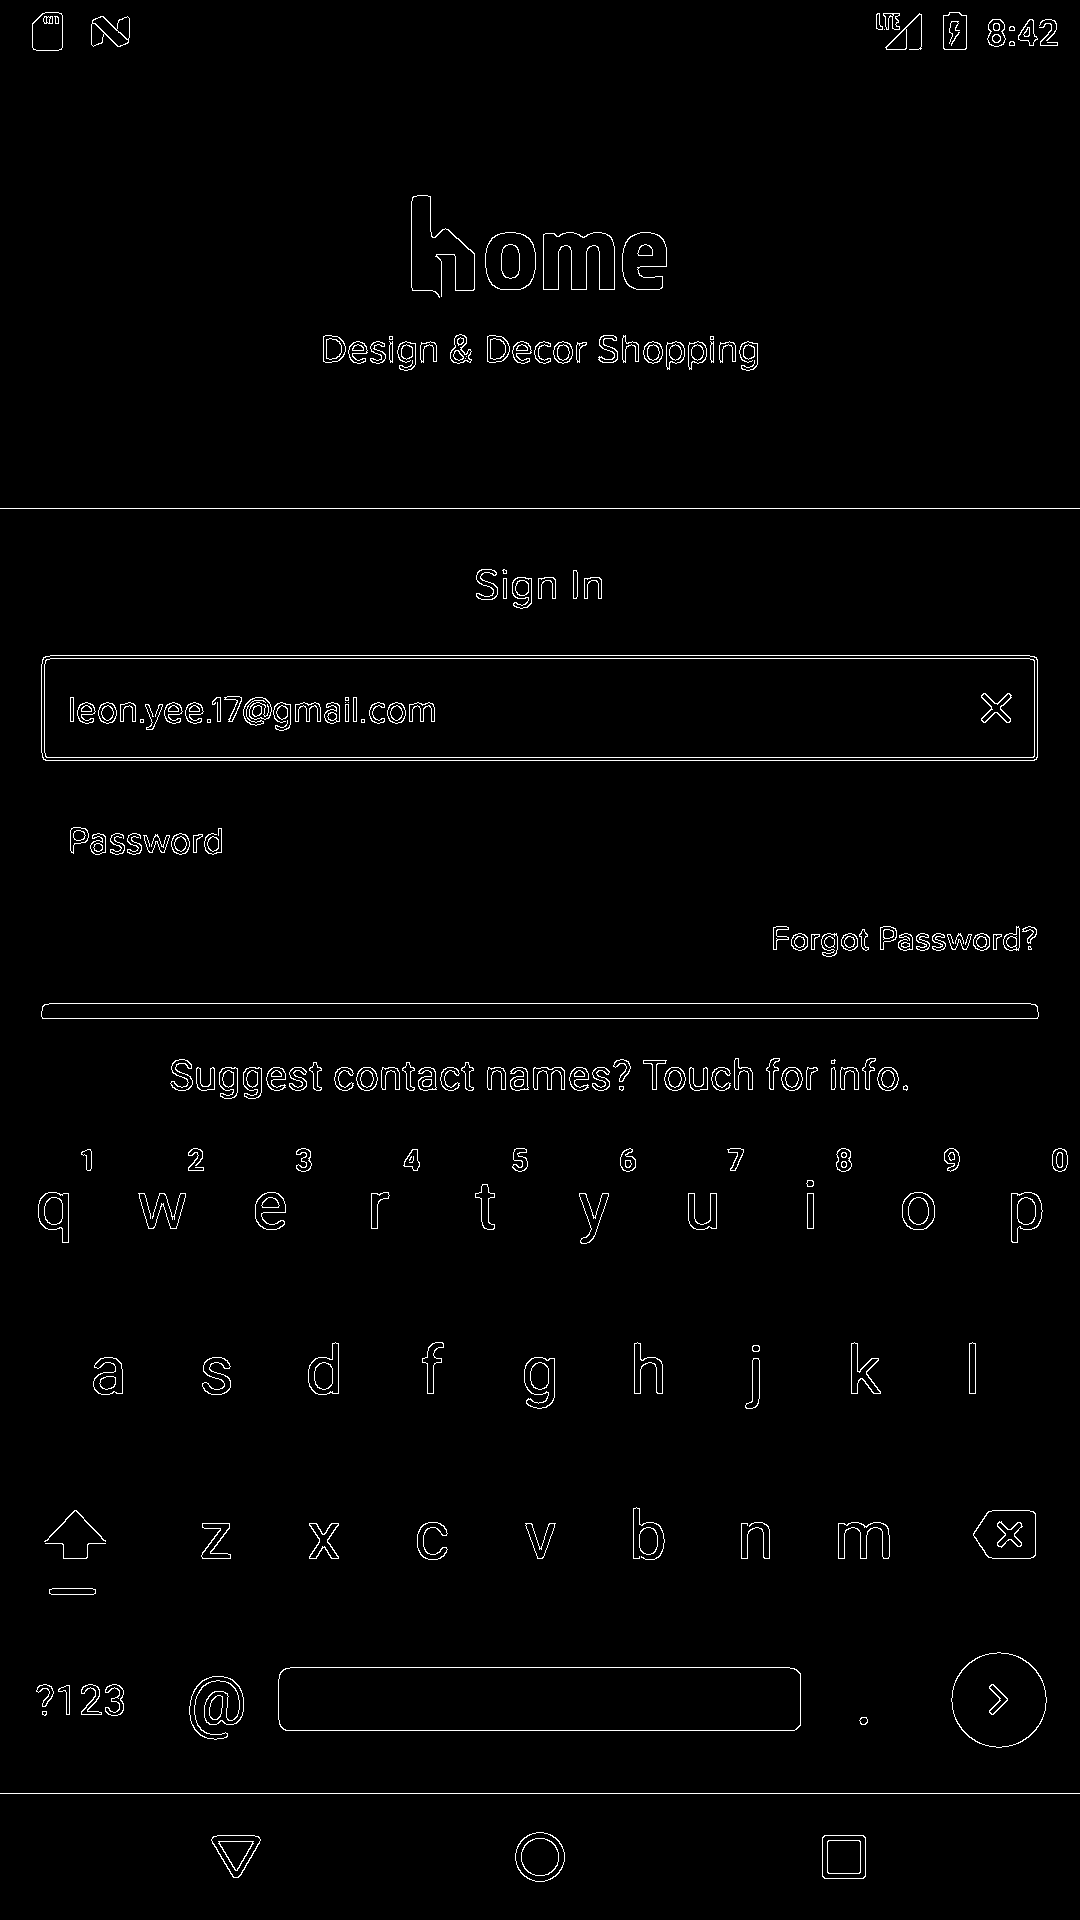 LTE 8:42
home
Design & Decor Shopping
Sign In
leon.yee.17@gmail.com
Password
Forgot Password?
Suggest contact names? Touch for info.
1 2 3 4 5 6 7 8 9 0
q w e r t y u i o p
a s d f g h j k l
z x c v b n m
?123 @ .